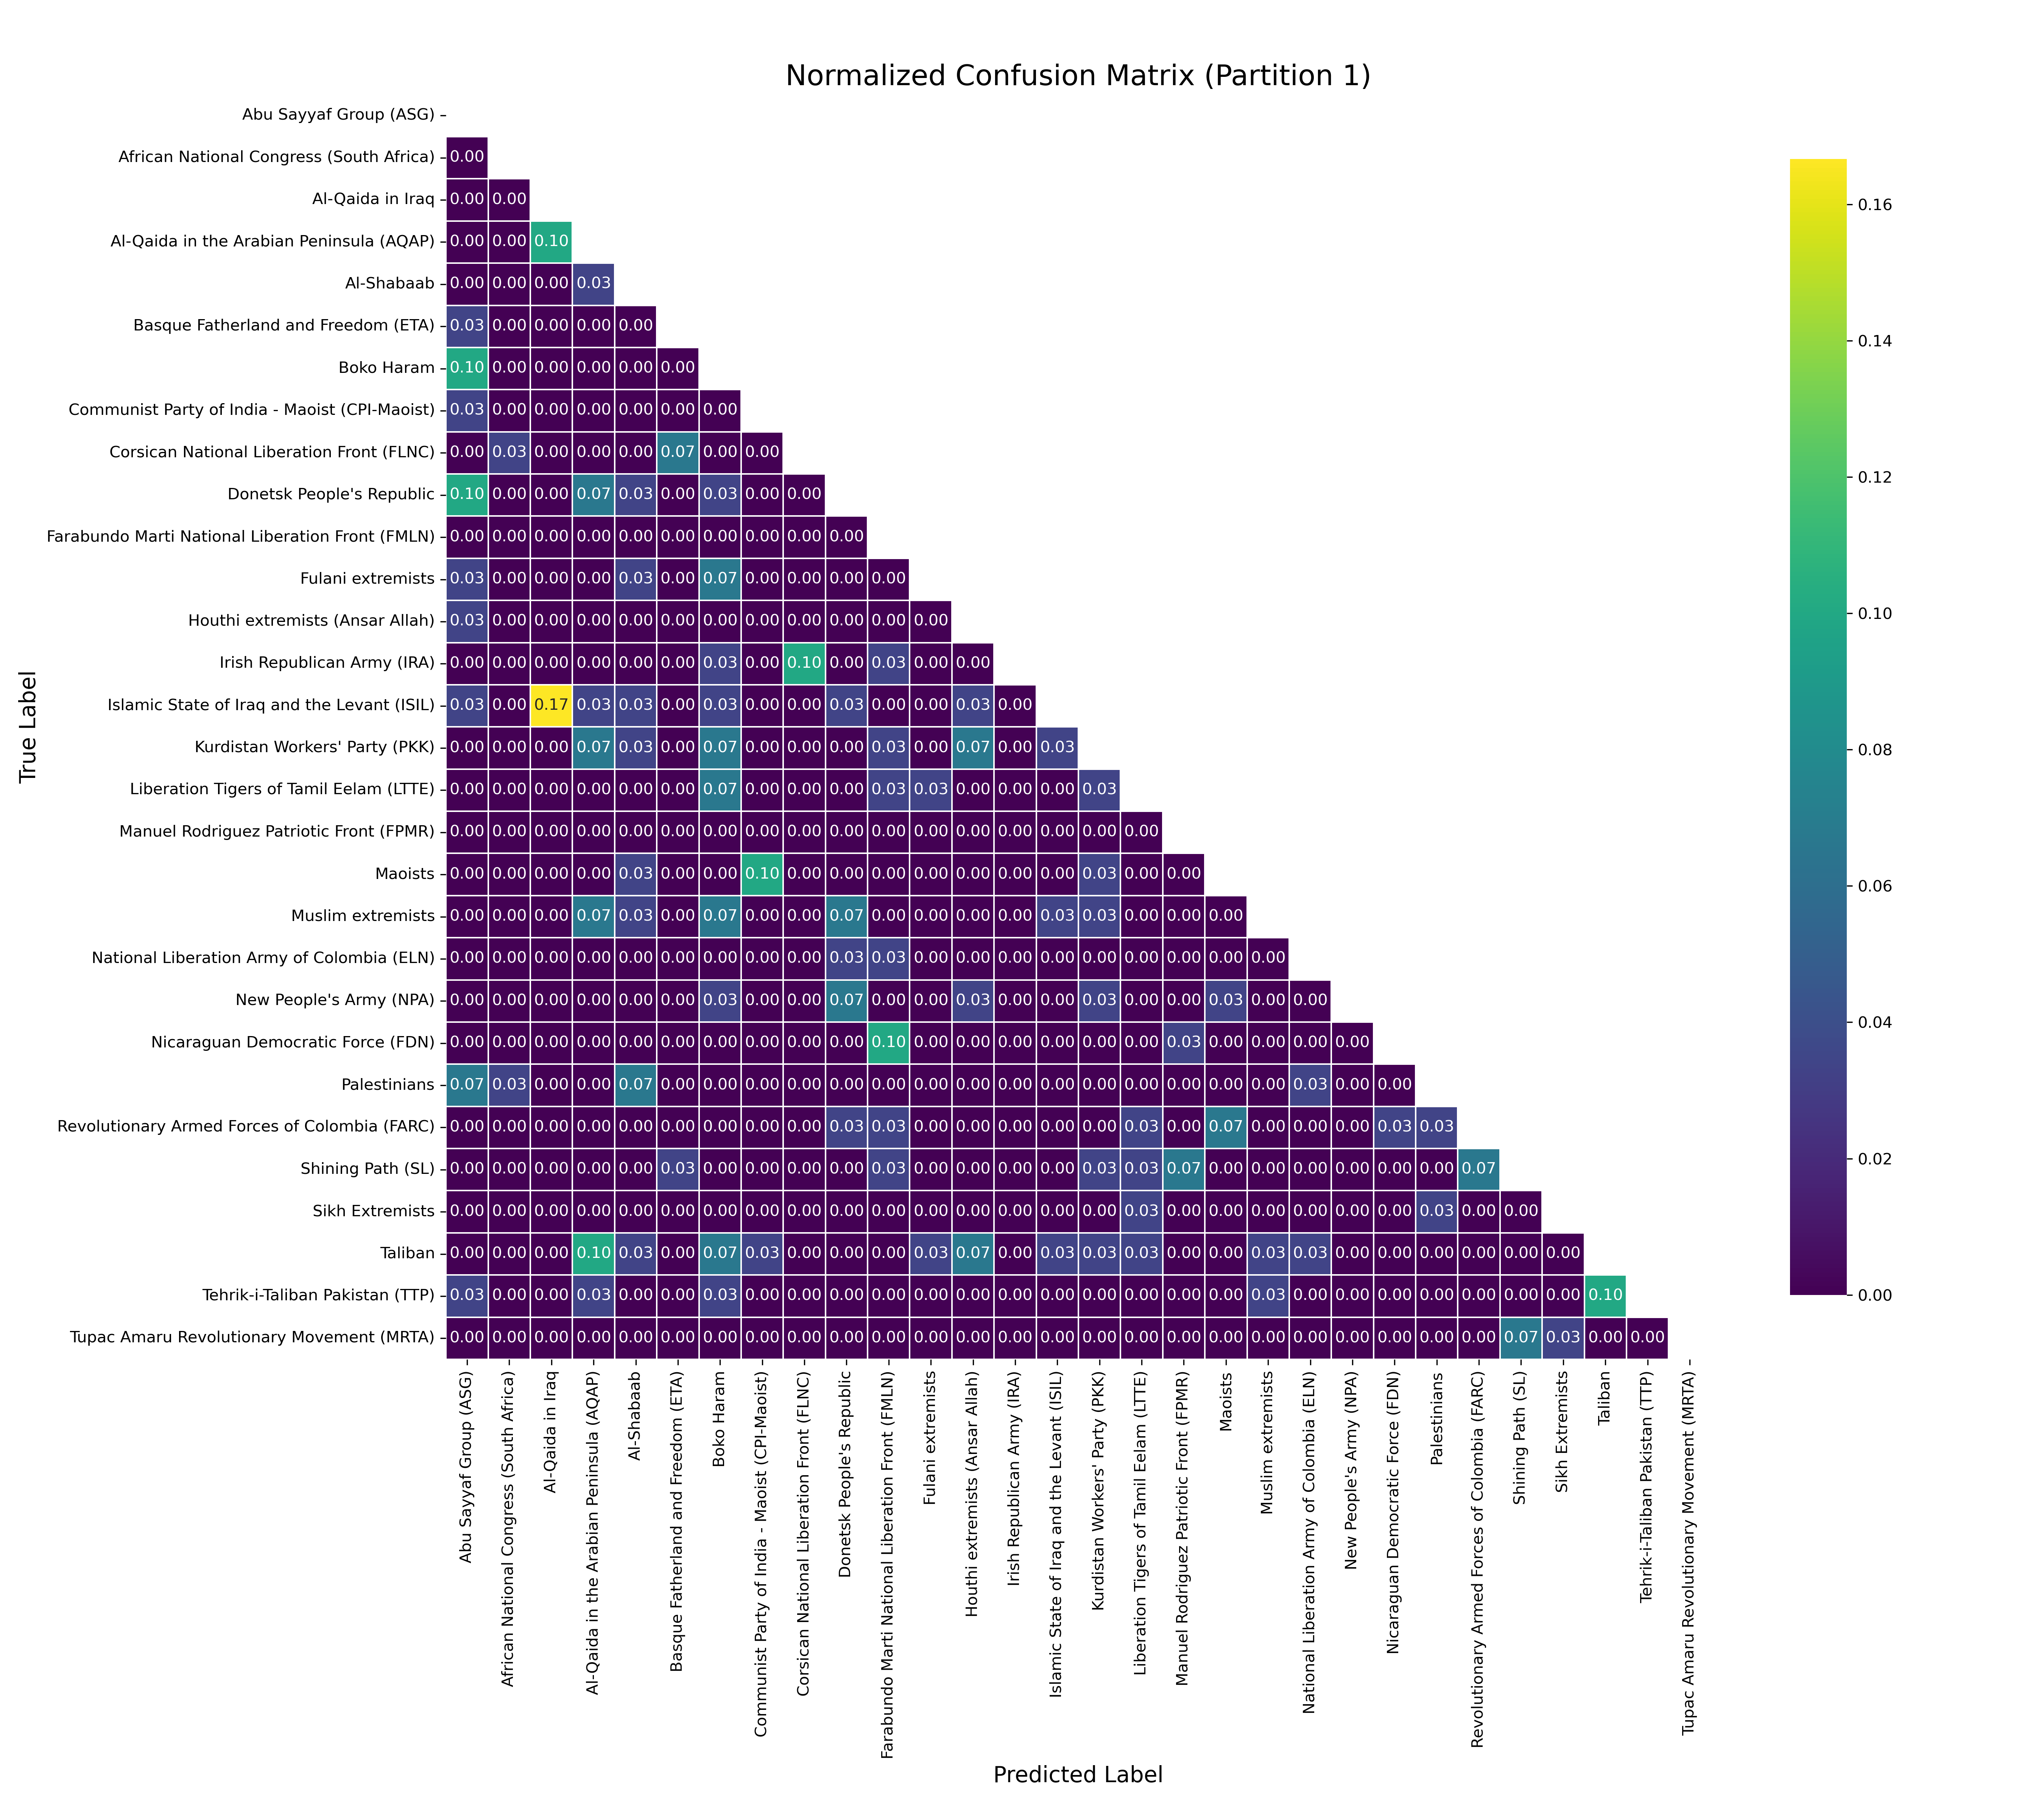 Normalized Confusion Matrix (Partition 1)
Abu Sayyaf Group (ASG)
African National Congress (South Africa) 0.00
Al-Qaida in Iraq 0.00 0.00
Al-Qaida in the Arabian Peninsula (AQAP) 0.00 0.00 0.10
Al-Shabaab 0.00 0.00 0.00 0.03
Basque Fatherland and Freedom (ETA) 0.03 0.00 0.00 0.00 0.00
Boko Haram 0.10 0.00 0.00 0.00 0.00 0.00
Communist Party of India - Maoist (CPI-Maoist) 0.03 0.00 0.00 0.00 0.00 0.00 0.00
Corsican National Liberation Front (FLNC) 0.00 0.03 0.00 0.00 0.00 0.07 0.00 0.00
Donetsk People's Republic 0.10 0.00 0.00 0.07 0.03 0.00 0.03 0.00 0.00
Farabundo Marti National Liberation Front (FMLN) 0.00 0.00 0.00 0.00 0.00 0.00 0.00 0.00 0.00 0.00
Fulani extremists 0.03 0.00 0.00 0.00 0.03 0.00 0.07 0.00 0.00 0.00 0.00
Houthi extremists (Ansar Allah) 0.03 0.00 0.00 0.00 0.00 0.00 0.00 0.00 0.00 0.00 0.00 0.00
Irish Republican Army (IRA) 0.00 0.00 0.00 0.00 0.00 0.00 0.03 0.00 0.10 0.00 0.03 0.00 0.00
Islamic State of Iraq and the Levant (ISIL) 0.03 0.00 0.17 0.03 0.03 0.00 0.03 0.00 0.00 0.03 0.00 0.00 0.03 0.00
Kurdistan Workers' Party (PKK) 0.00 0.00 0.00 0.07 0.03 0.00 0.07 0.00 0.00 0.00 0.03 0.00 0.07 0.00 0.03
Liberation Tigers of Tamil Eelam (LTTE) 0.00 0.00 0.00 0.00 0.00 0.00 0.07 0.00 0.00 0.00 0.03 0.03 0.00 0.00 0.00 0.03
Manuel Rodriguez Patriotic Front (FPMR) 0.00 0.00 0.00 0.00 0.00 0.00 0.00 0.00 0.00 0.00 0.00 0.00 0.00 0.00 0.00 0.00 0.00
Maoists 0.00 0.00 0.00 0.00 0.03 0.00 0.00 0.10 0.00 0.00 0.00 0.00 0.00 0.00 0.00 0.03 0.00 0.00
Muslim extremists 0.00 0.00 0.00 0.07 0.03 0.00 0.07 0.00 0.00 0.07 0.00 0.00 0.00 0.00 0.03 0.03 0.00 0.00 0.00
National Liberation Army of Colombia (ELN) 0.00 0.00 0.00 0.00 0.00 0.00 0.00 0.00 0.00 0.03 0.03 0.00 0.00 0.00 0.00 0.00 0.00 0.00 0.00 0.00
New People's Army (NPA) 0.00 0.00 0.00 0.00 0.00 0.00 0.03 0.00 0.00 0.07 0.00 0.00 0.03 0.00 0.00 0.03 0.00 0.00 0.03 0.00 0.00
Nicaraguan Democratic Force (FDN) 0.00 0.00 0.00 0.00 0.00 0.00 0.00 0.00 0.00 0.00 0.10 0.00 0.00 0.00 0.00 0.00 0.00 0.03 0.00 0.00 0.00 0.00
Palestinians 0.07 0.03 0.00 0.00 0.07 0.00 0.00 0.00 0.00 0.00 0.00 0.00 0.00 0.00 0.00 0.00 0.00 0.00 0.00 0.00 0.03 0.00 0.00
Revolutionary Armed Forces of Colombia (FARC) 0.00 0.00 0.00 0.00 0.00 0.00 0.00 0.00 0.00 0.03 0.03 0.00 0.00 0.00 0.00 0.00 0.03 0.00 0.07 0.00 0.00 0.00 0.03 0.03
Shining Path (SL) 0.00 0.00 0.00 0.00 0.00 0.03 0.00 0.00 0.00 0.00 0.03 0.00 0.00 0.00 0.00 0.03 0.03 0.07 0.00 0.00 0.00 0.00 0.00 0.00 0.07
Sikh Extremists 0.00 0.00 0.00 0.00 0.00 0.00 0.00 0.00 0.00 0.00 0.00 0.00 0.00 0.00 0.00 0.00 0.03 0.00 0.00 0.00 0.00 0.00 0.00 0.03 0.00 0.00
Taliban 0.00 0.00 0.00 0.10 0.03 0.00 0.07 0.03 0.00 0.00 0.00 0.03 0.07 0.00 0.03 0.03 0.03 0.00 0.00 0.03 0.03 0.00 0.00 0.00 0.00 0.00 0.00
Tehrik-i-Taliban Pakistan (TTP) 0.03 0.00 0.00 0.03 0.00 0.00 0.03 0.00 0.00 0.00 0.00 0.00 0.00 0.00 0.00 0.00 0.00 0.00 0.00 0.03 0.00 0.00 0.00 0.00 0.00 0.00 0.00 0.10
Tupac Amaru Revolutionary Movement (MRTA) 0.00 0.00 0.00 0.00 0.00 0.00 0.00 0.00 0.00 0.00 0.00 0.00 0.00 0.00 0.00 0.00 0.00 0.00 0.00 0.00 0.00 0.00 0.00 0.00 0.00 0.07 0.03 0.00 0.00
True Label
Abu Sayyaf Group (ASG)
African National Congress (South Africa)
Al-Qaida in Iraq
Al-Qaida in the Arabian Peninsula (AQAP)
Al-Shabaab
Basque Fatherland and Freedom (ETA)
Boko Haram
Communist Party of India - Maoist (CPI-Maoist)
Corsican National Liberation Front (FLNC)
Donetsk People's Republic
Farabundo Marti National Liberation Front (FMLN)
Fulani extremists
Houthi extremists (Ansar Allah)
Irish Republican Army (IRA)
Islamic State of Iraq and the Levant (ISIL)
Kurdistan Workers' Party (PKK)
Liberation Tigers of Tamil Eelam (LTTE)
Manuel Rodriguez Patriotic Front (FPMR)
Maoists
Muslim extremists
National Liberation Army of Colombia (ELN)
New People's Army (NPA)
Nicaraguan Democratic Force (FDN)
Palestinians
Revolutionary Armed Forces of Colombia (FARC)
Shining Path (SL)
Sikh Extremists
Taliban
Tehrik-i-Taliban Pakistan (TTP)
Tupac Amaru Revolutionary Movement (MRTA)
Predicted Label
0.16
0.14
0.12
0.10
0.08
0.06
0.04
0.02
0.00